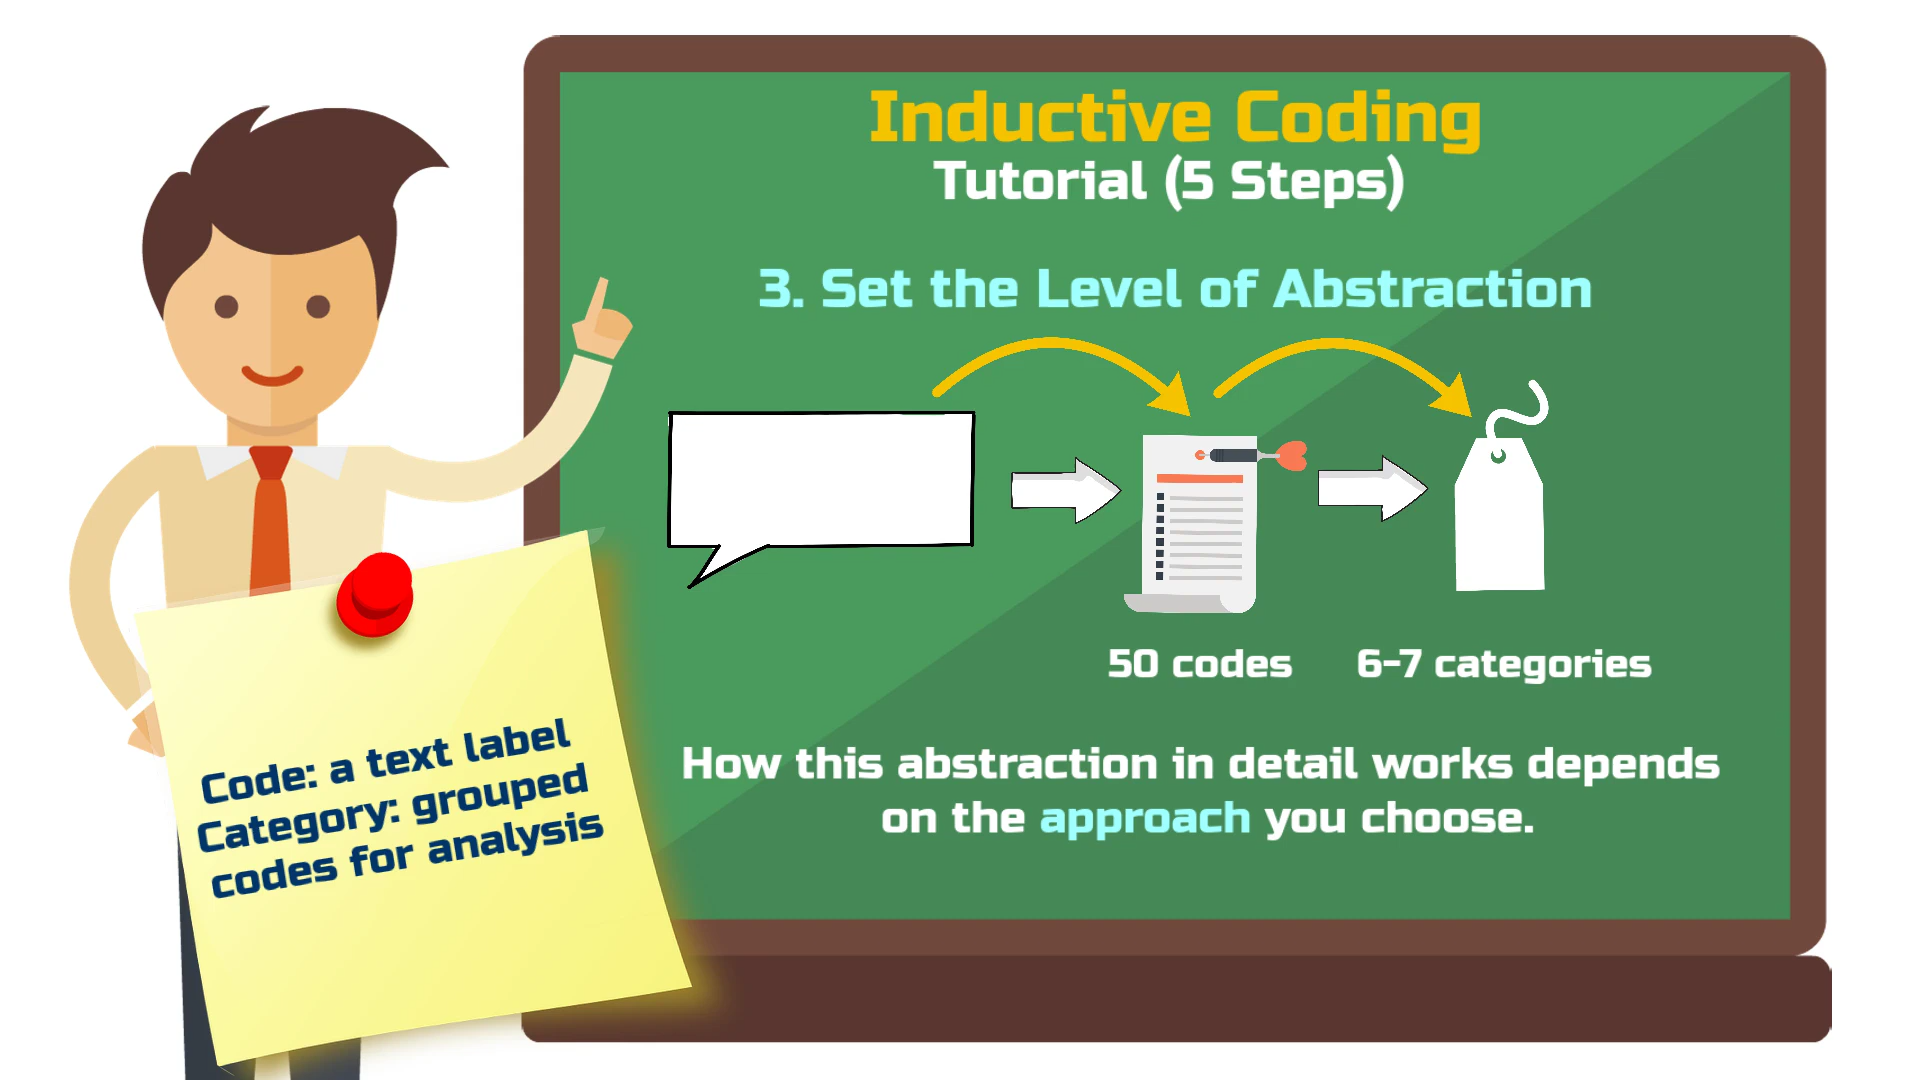 Inductive Coding
Tutorial (5 Steps)
3. Set the Level of Abstraction
50 codes
6-7 categories
How this abstraction in detail works depends
on the approach you choose.
Code: a text label
Category: grouped
codes for analysis